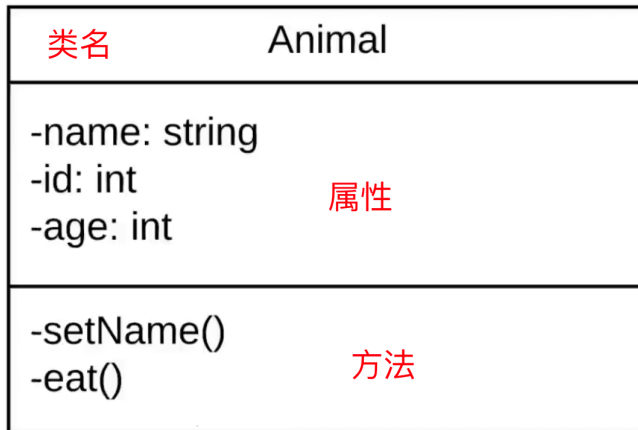 类名 Animal
-name: string
-id: int
属性
-age: int
-setName()
方法
-eat()